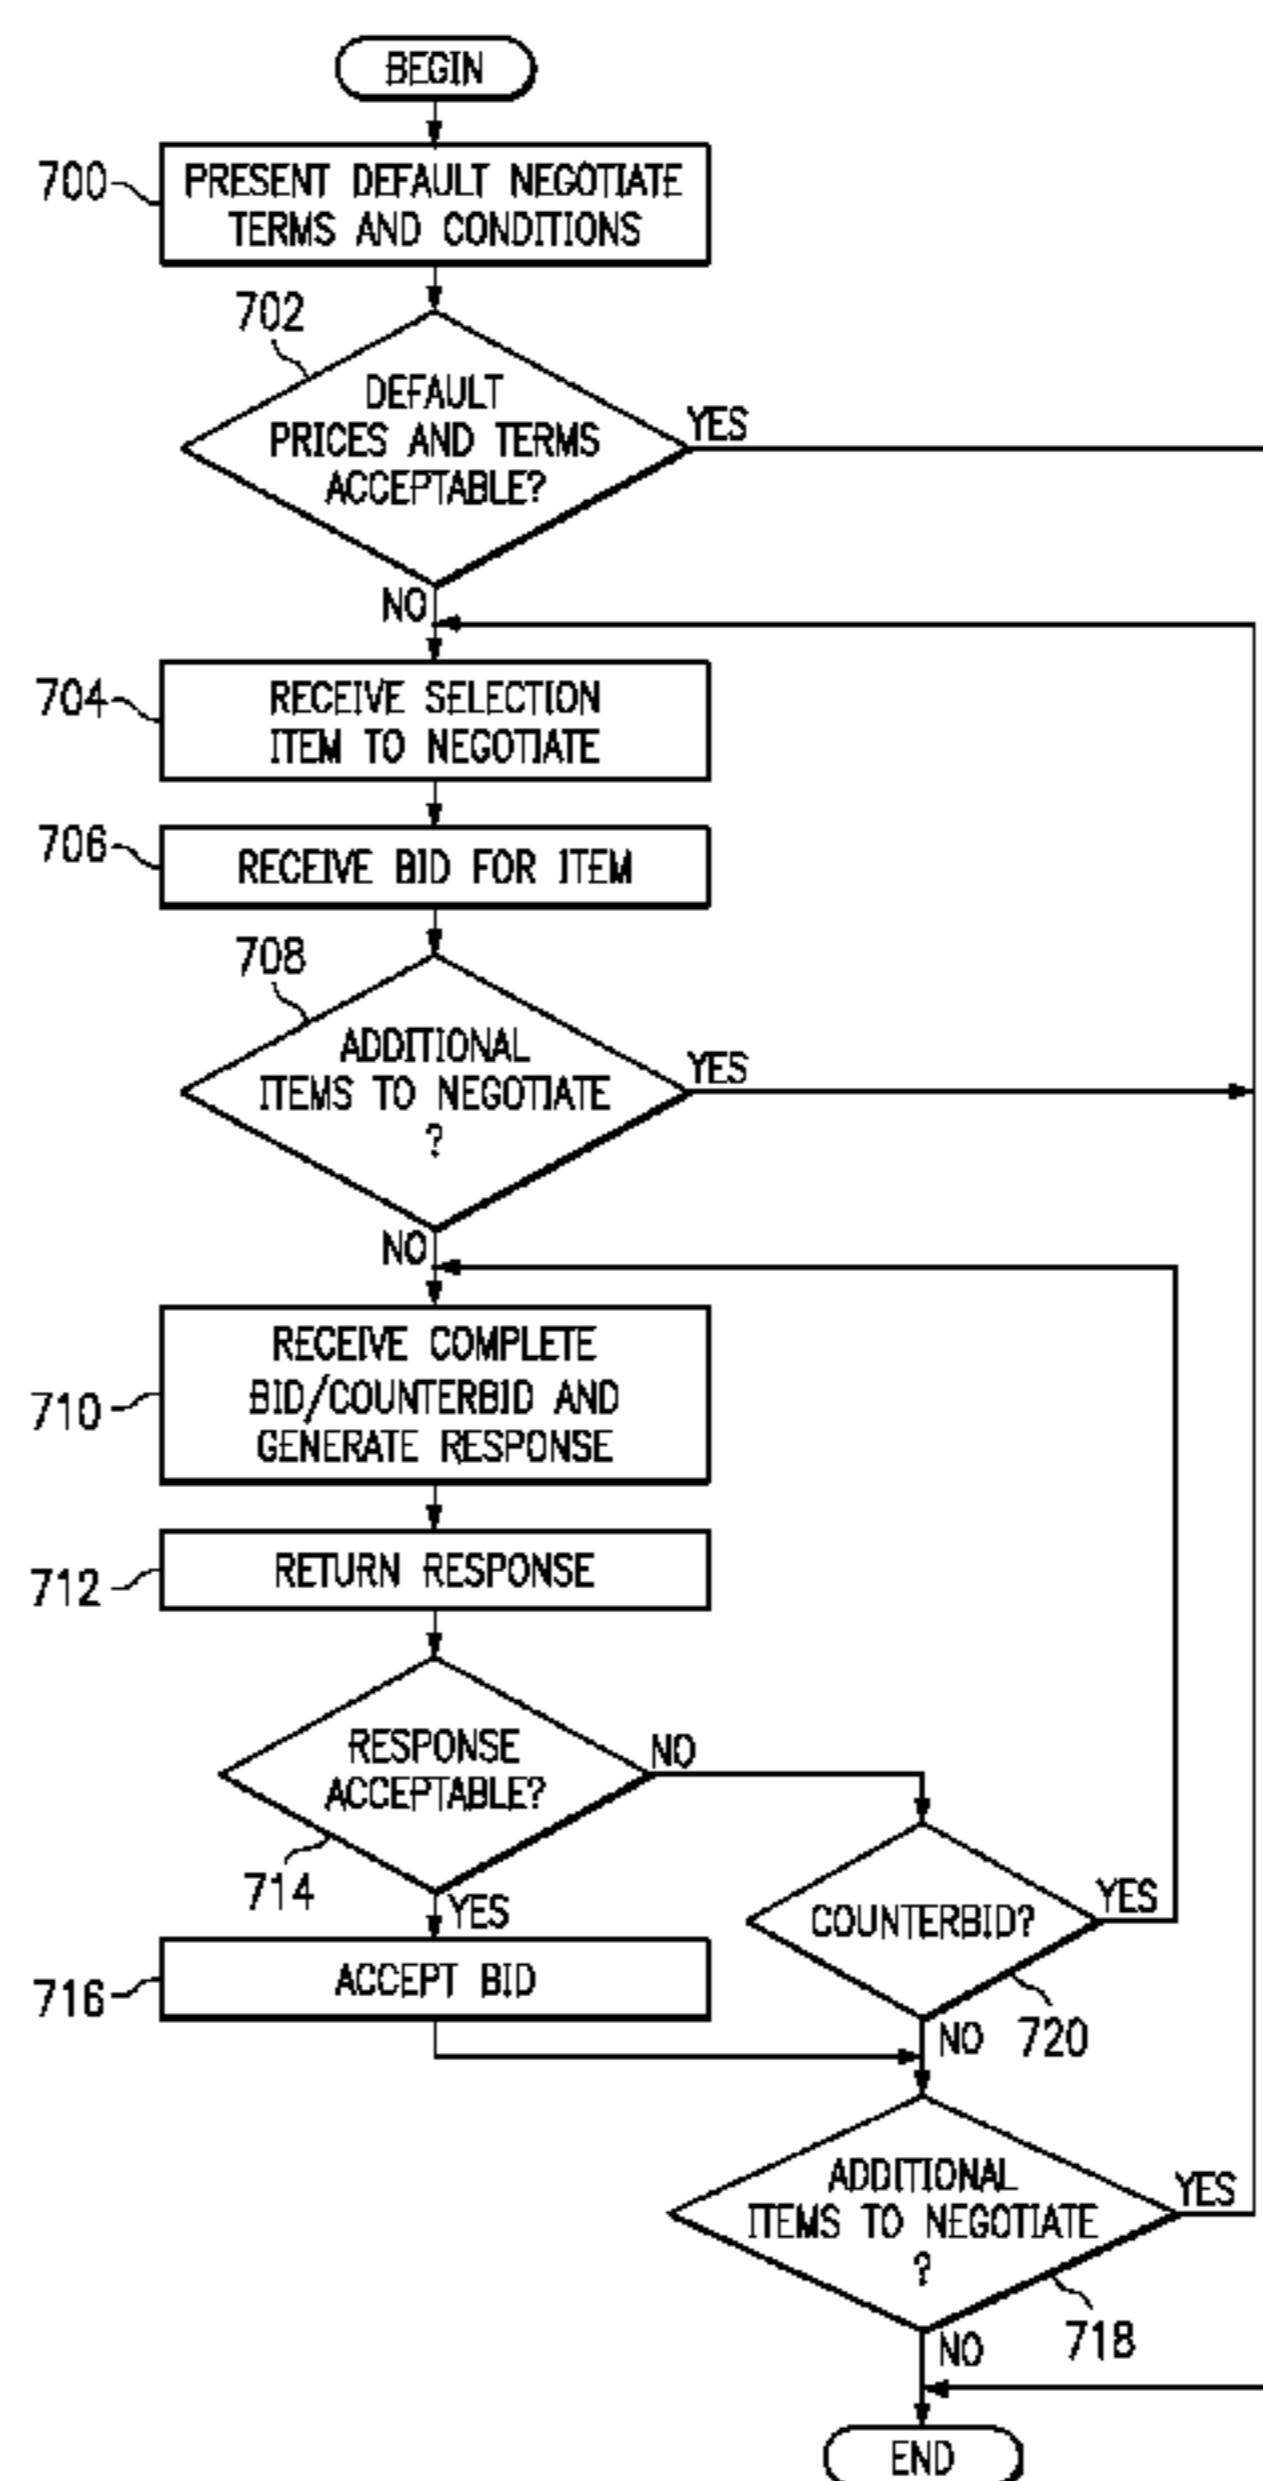 BEGIN
700
PRESENT DEFAULT NEGOTIATE
TERMS AND CONDITIONS
702
DEFAULT
PRICES AND TERMS
ACCEPTABLE?
YES
NO
704
RECEIVE SELECTION
ITEM TO NEGOTIATE
706
RECEIVE BID FOR ITEM
708
ADDITIONAL
ITEMS TO NEGOTIATE
?
YES
NO
710
RECEIVE COMPLETE
BID/COUNTERBID AND
GENERATE RESPONSE
712
RETURN RESPONSE
RESPONSE
ACCEPTABLE?
NO
714
YES
COUNTERBID?
YES
716
ACCEPT BID
NO
720
ADDITIONAL
ITEMS TO NEGOTIATE
?
YES
718
NO
END